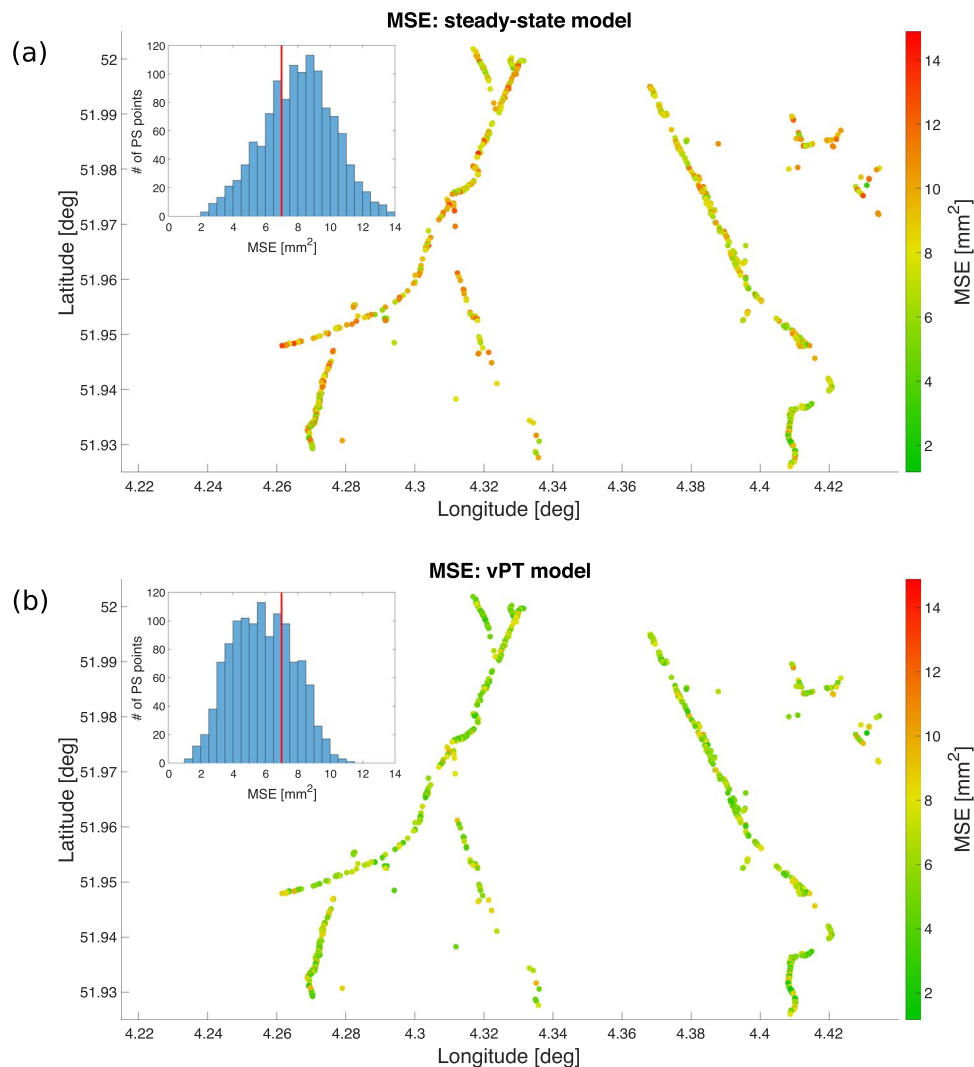 MSE: steady-state model
(a)
120
100
80
60
40
20
0
0 2 4 6 8 10 12 14
# of PS points
MSE [mm²]
52
51.99
51.98
51.97
51.96
51.95
51.94
51.93
Latitude [deg]
4.22 4.24 4.26 4.28 4.3 4.32 4.34 4.36 4.38 4.4 4.42
Longitude [deg]
14
12
10
8
6
4
2
MSE [mm²]
MSE: vPT model
(b)
120
100
80
60
40
20
0
0 2 4 6 8 10 12 14
# of PS points
MSE [mm²]
52
51.99
51.98
51.97
51.96
51.95
51.94
51.93
Latitude [deg]
4.22 4.24 4.26 4.28 4.3 4.32 4.34 4.36 4.38 4.4 4.42
Longitude [deg]
14
12
10
8
6
4
2
MSE [mm²]